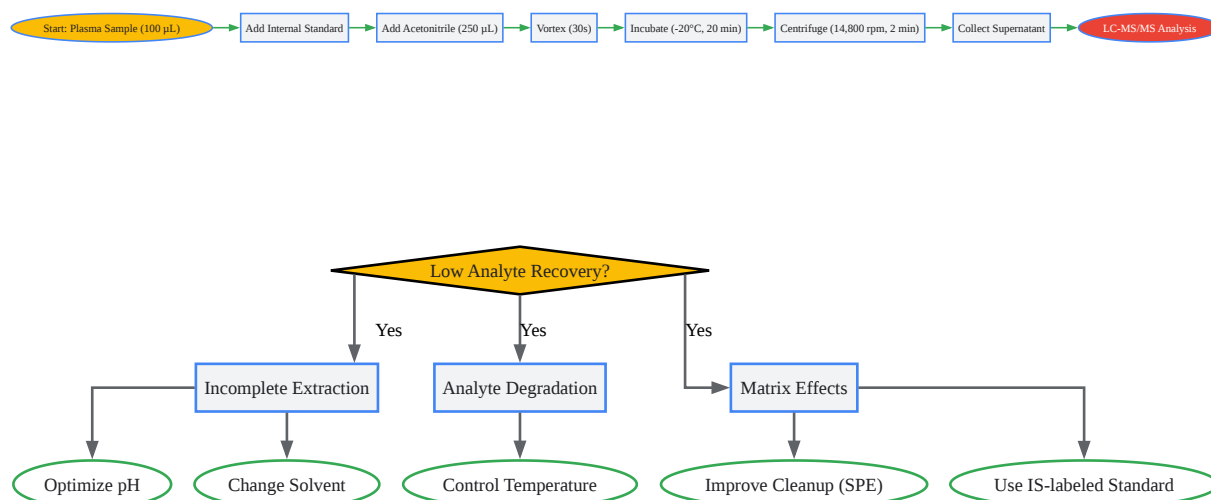 Start: Plasma Sample (100 µL)
Add Internal Standard
Add Acetonitrile (250 µL)
Vortex (30s)
Incubate (-20°C, 20 min)
Centrifuge (14,800 rpm, 2 min)
Collect Supernatant
LC-MS/MS Analysis
Low Analyte Recovery?
Yes
Yes
Yes
Incomplete Extraction
Analyte Degradation
Matrix Effects
Optimize pH
Change Solvent
Control Temperature
Improve Cleanup (SPE)
Use IS-labeled Standard